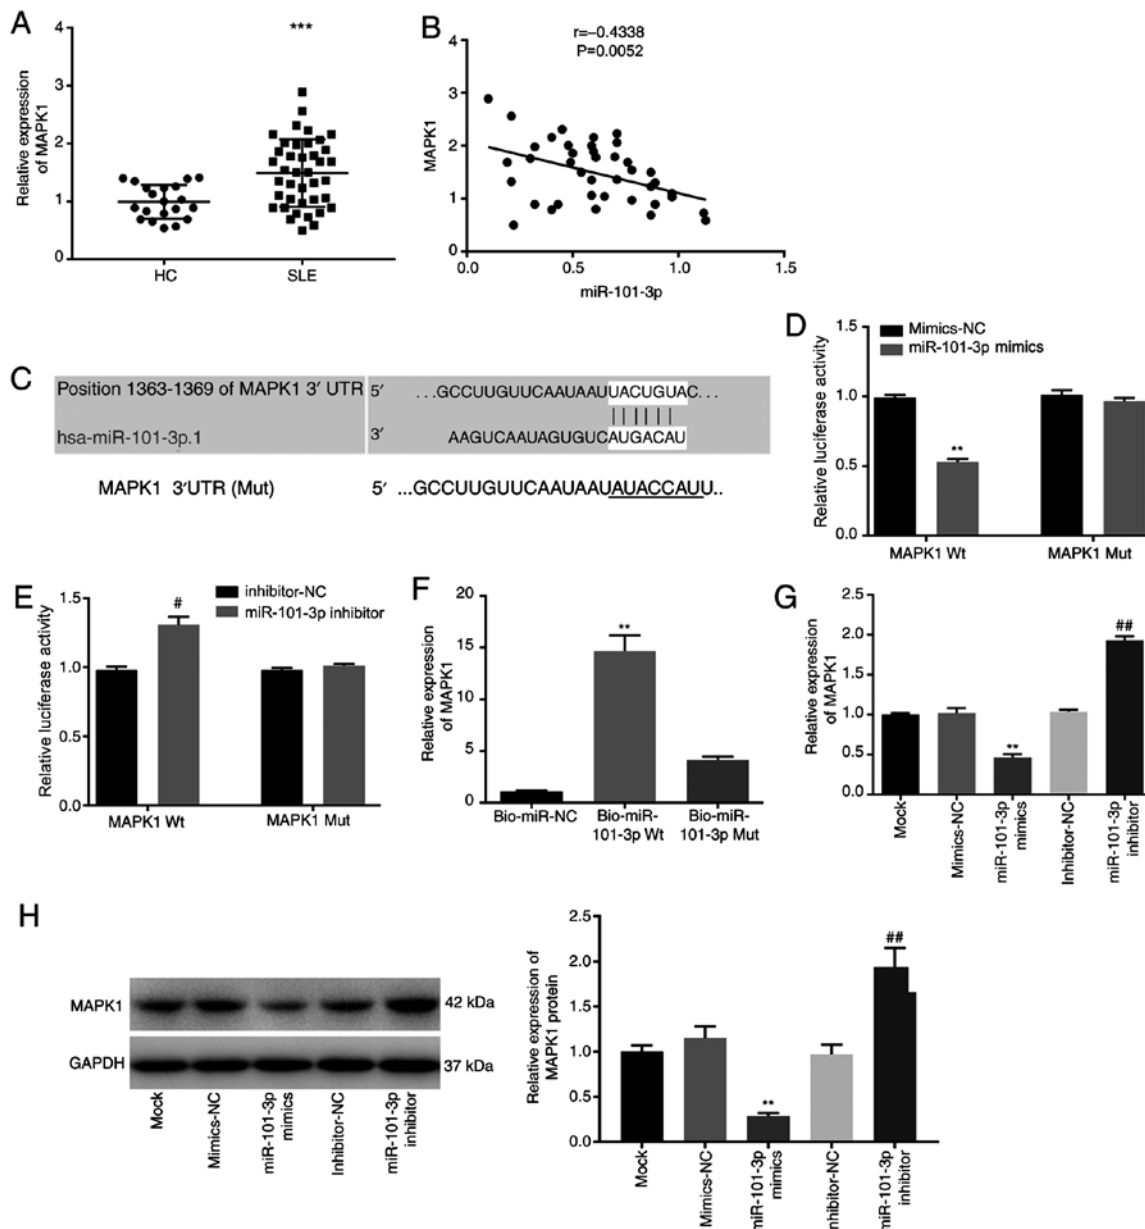 A
Relative expression
of MAPK1
4
3
2
1
0
***
HC
SLE
B
r=–0.4338
P=0.0052
MAPK1
4
3
2
1
0
0.0
0.5
1.0
1.5
miR-101-3p
C
Position 1363-1369 of MAPK1 3′ UTR
5′ ...GCCUUGUUCAAUAAUUACUGUAC...
hsa-miR-101-3p.1
3′ AAGUCAAUAGUGUCAUGACAU
MAPK1 3′UTR (Mut)
5′ ...GCCUUGUUCAAUAAUAUACCAUU..
D
Relative luciferase activity
1.5
1.0
0.5
0.0
Mimics-NC
miR-101-3p mimics
**
MAPK1 Wt
MAPK1 Mut
E
Relative luciferase activity
1.5
1.0
0.5
0.0
inhibitor-NC
miR-101-3p inhibitor
#
MAPK1 Wt
MAPK1 Mut
F
Relative expression
of MAPK1
20
15
10
5
0
**
Bio-miR-NC
Bio-miR-
101-3p Wt
Bio-miR-
101-3p Mut
G
Relative expression
of MAPK1
2.5
2.0
1.5
1.0
0.5
0.0
**
##
Mock
Mimics-NC
miR-101-3p
mimics
Inhibitor-NC
miR-101-3p
inhibitor
H
MAPK1
42 kDa
GAPDH
37 kDa
Mock
Mimics-NC
miR-101-3p
mimics
Inhibitor-NC
miR-101-3p
inhibitor
Relative expression of
MAPK1 protein
2.5
2.0
1.5
1.0
0.5
0.0
**
##
Mock
Mimics-NC
miR-101-3p
mimics
Inhibitor-NC
miR-101-3p
inhibitor